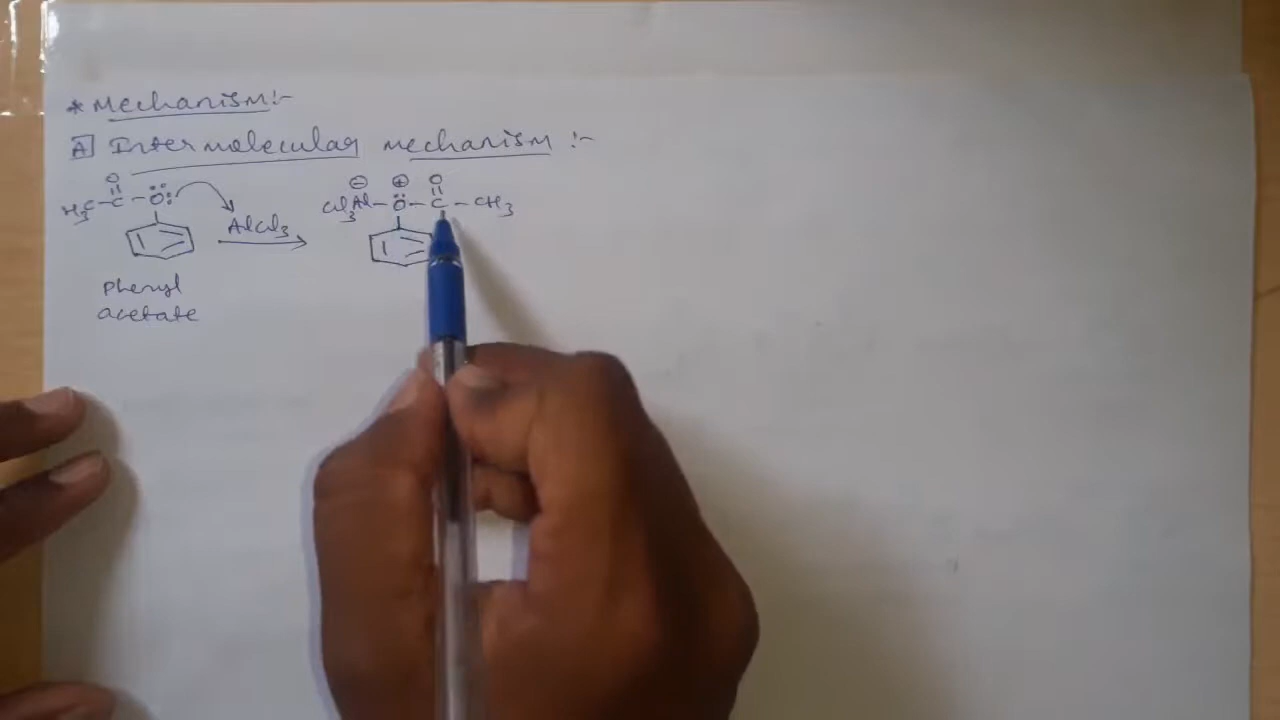 * Mechanism:-
A Intermolecular mechanism :-
O ⊖ ⊕ O
H3C-C-O: AlCl3 Cl3Al-O-C-CH3
Phenyl
acetate